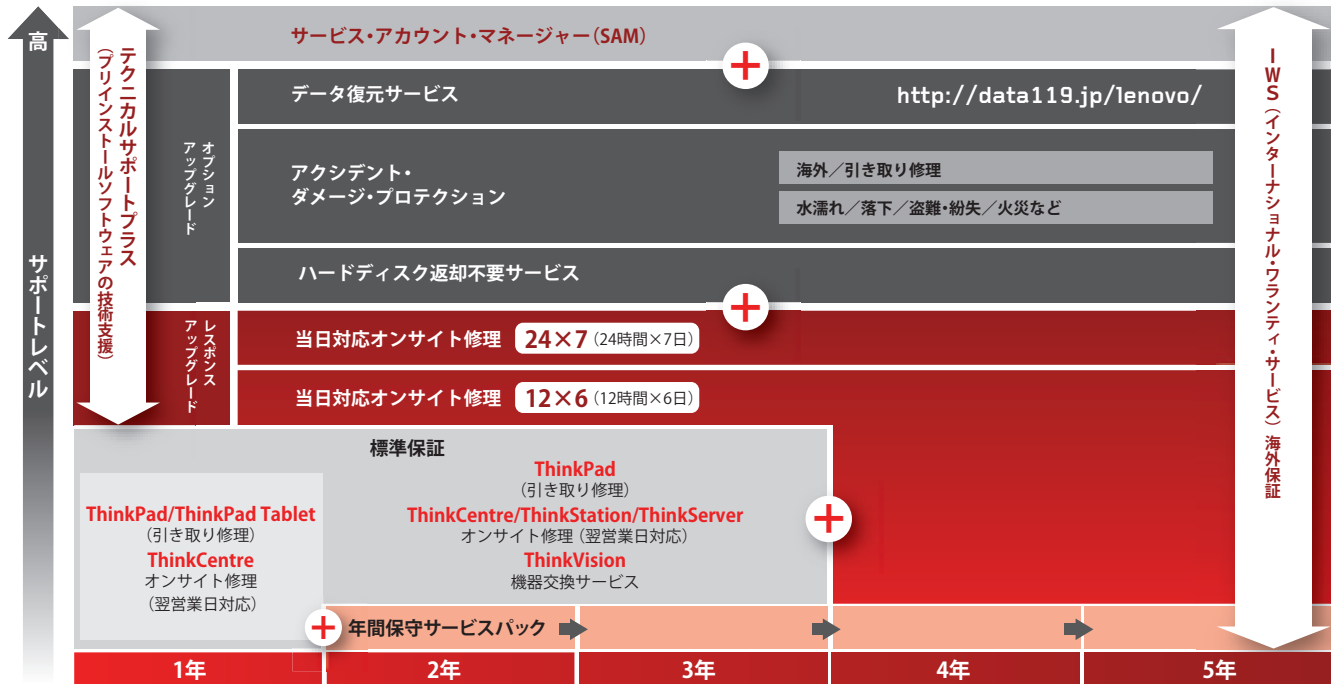 高
サポートレベル
テクニカルサポートプラス
（プリインストールソフトウェアの技術支援）
サービス・アカウント・マネージャー（SAM）
オプション
アップグレード
データ復元サービス
http://data119.jp/lenovo/
アクシデント・
ダメージ・プロテクション
海外／引き取り修理
水濡れ／落下／盗難・紛失／火災など
ハードディスク返却不要サービス
レスポンス
アップグレード
当日対応オンサイト修理 24×7（24時間×7日）
当日対応オンサイト修理 12×6（12時間×6日）
標準保証
ThinkPad/ThinkPad Tablet
（引き取り修理）
ThinkCentre
オンサイト修理
（翌営業日対応）
ThinkPad
（引き取り修理）
ThinkCentre/ThinkStation/ThinkServer
オンサイト修理（翌営業日対応）
ThinkVision
機器交換サービス
年間保守サービスパック
IWS（インターナショナル・ワランティ・サービス）海外保証
1年 2年 3年 4年 5年